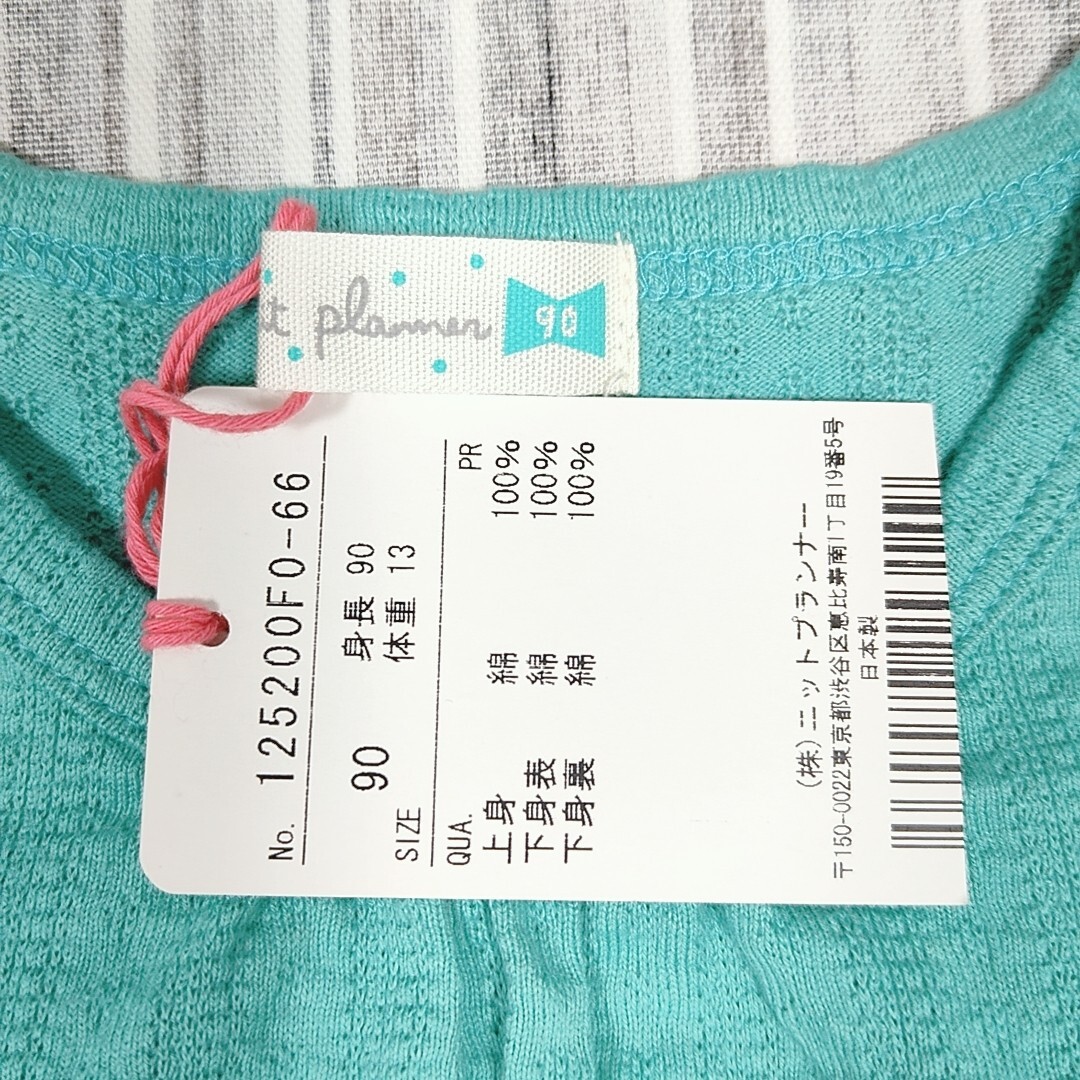 t planner 90
No. 125200F0-66
90 身長 90
SIZE 体重 13
QUA. PR
上身 綿 100%
下身表 綿 100%
下身裏 綿 100%
(株)ニットプランナー
〒150-0022東京都渋谷区恵比寿南1丁目19番5号
日本製